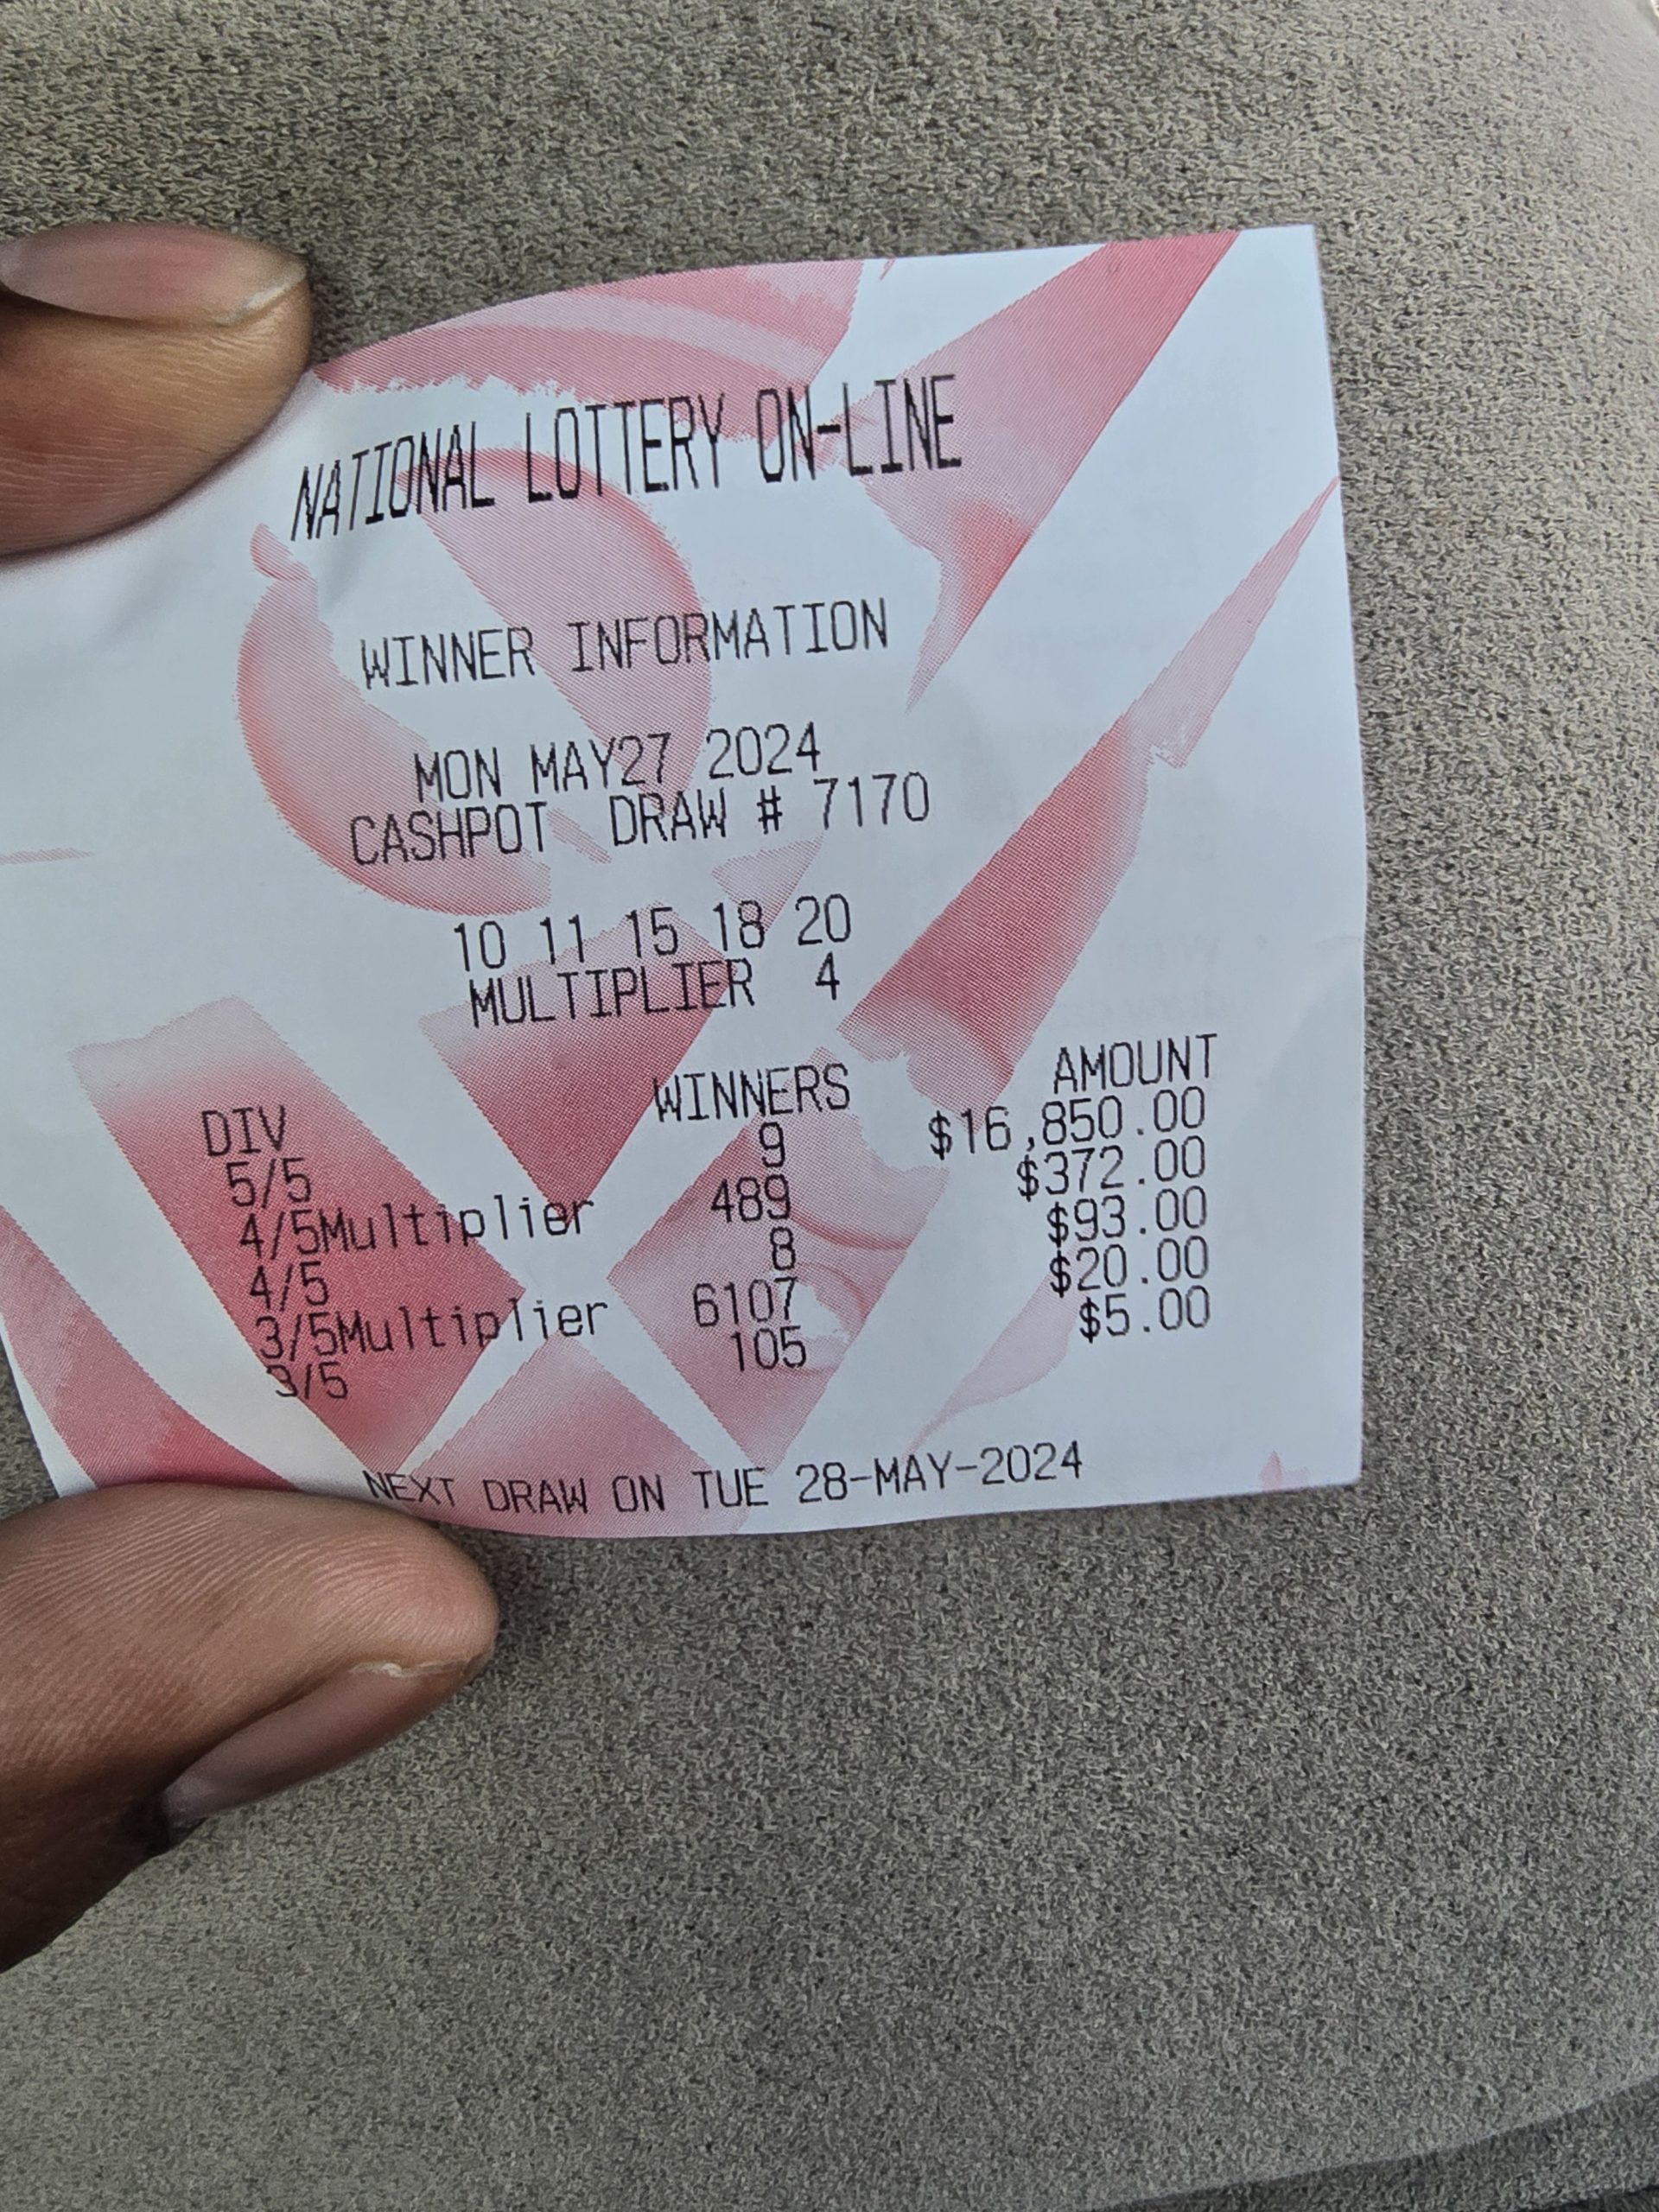 NATIONAL LOTTERY ON-LINE
WINNER INFORMATION
MON MAY27 2024
CASHPOT DRAW # 7170
10 11 15 18 20
MULTIPLIER 4
DIV WINNERS AMOUNT
5/5 9 $16,850.00
4/5Multiplier 489 $372.00
4/5 8 $93.00
3/5Multiplier 6107 $20.00
3/5 105 $5.00
NEXT DRAW ON TUE 28-MAY-2024